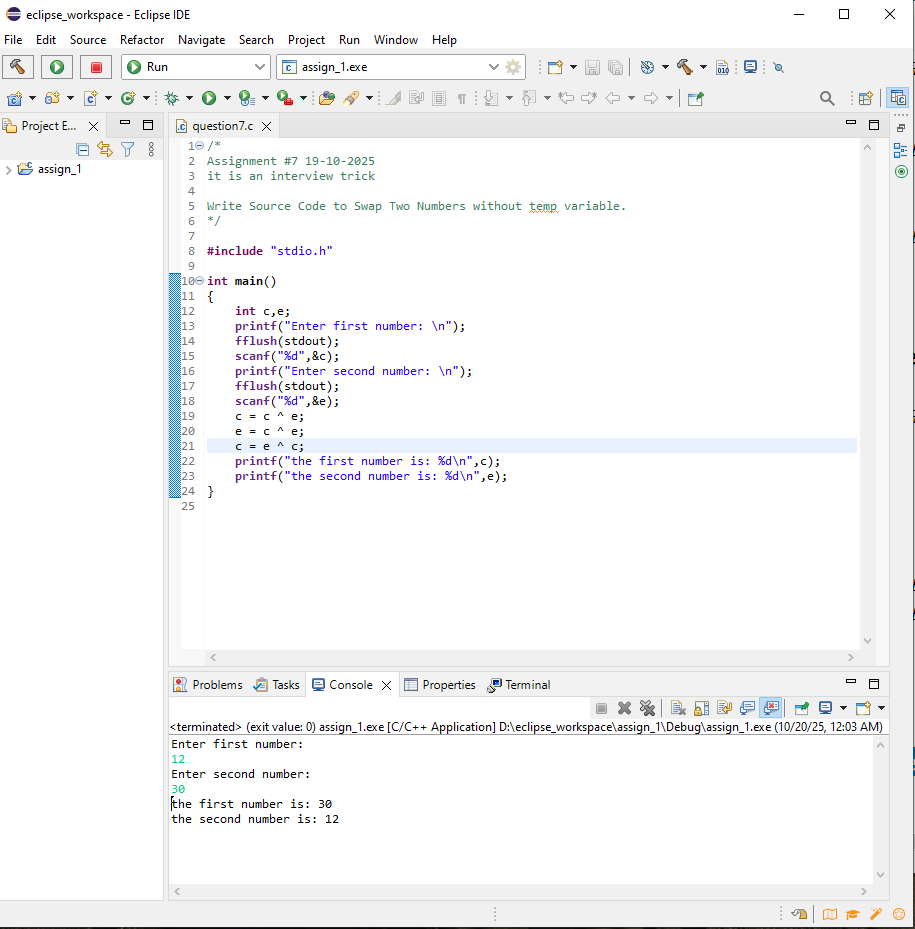 eclipse_workspace - Eclipse IDE
File Edit Source Refactor Navigate Search Project Run Window Help
Run assign_1.exe
Project E... question7.c
assign_1
1 /*
2 Assignment #7 19-10-2025
3 it is an interview trick
4
5 Write Source Code to Swap Two Numbers without temp variable.
6 */
7
8 #include "stdio.h"
9
10 int main()
11 {
12 int c,e;
13 printf("Enter first number: \n");
14 fflush(stdout);
15 scanf("%d",&c);
16 printf("Enter second number: \n");
17 fflush(stdout);
18 scanf("%d",&e);
19 c = c ^ e;
20 e = c ^ e;
21 c = e ^ c;
22 printf("the first number is: %d\n",c);
23 printf("the second number is: %d\n",e);
24 }
25
Problems Tasks Console Properties Terminal
<terminated> (exit value: 0) assign_1.exe [C/C++ Application] D:\eclipse_workspace\assign_1\Debug\assign_1.exe (10/20/25, 12:03 AM)
Enter first number:
12
Enter second number:
30
the first number is: 30
the second number is: 12